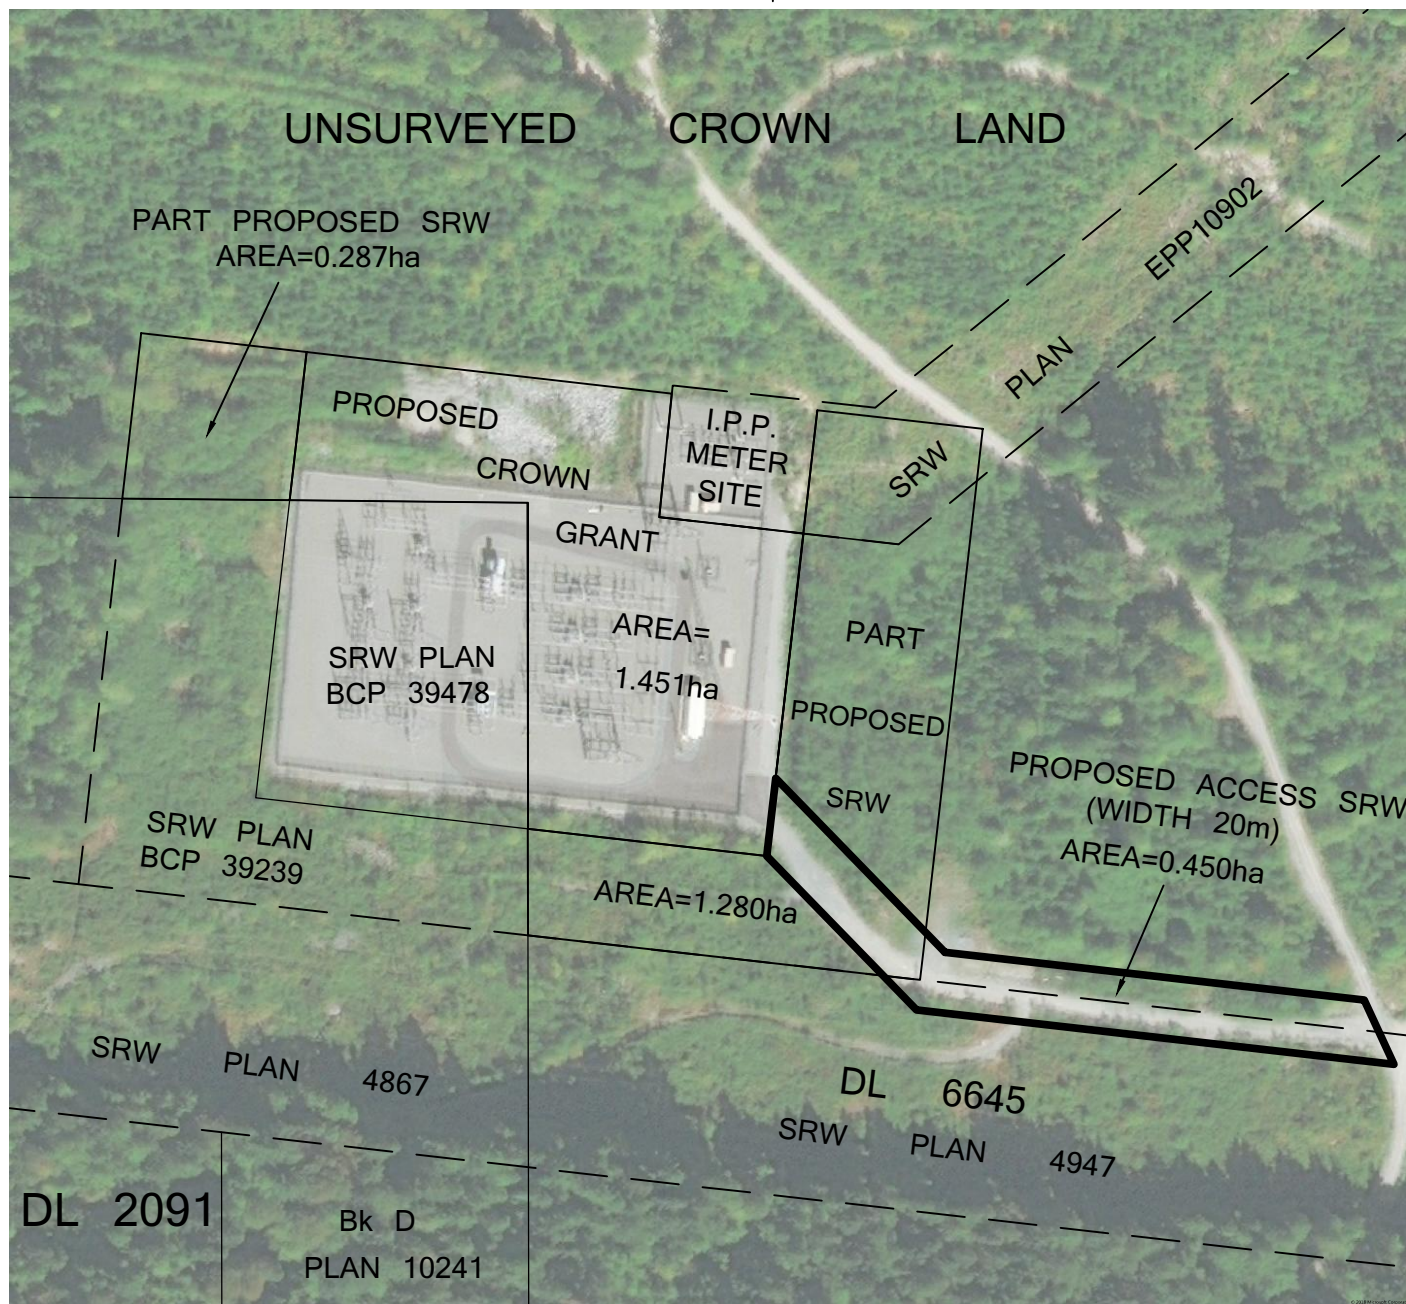 UNSURVEYED CROWN LAND
PART PROPOSED SRW
AREA=0.287ha
EPP10902
PLAN
SRW
PROPOSED
CROWN
GRANT
AREA=
1.451ha
I.P.P.
METER
SITE
SRW PLAN
BCP 39478
PART
PROPOSED
SRW
PROPOSED ACCESS SRW
(WIDTH 20m)
AREA=0.450ha
SRW PLAN
BCP 39239
AREA=1.280ha
SRW PLAN 4867
DL 6645
SRW PLAN 4947
DL 2091
Bk D
PLAN 10241